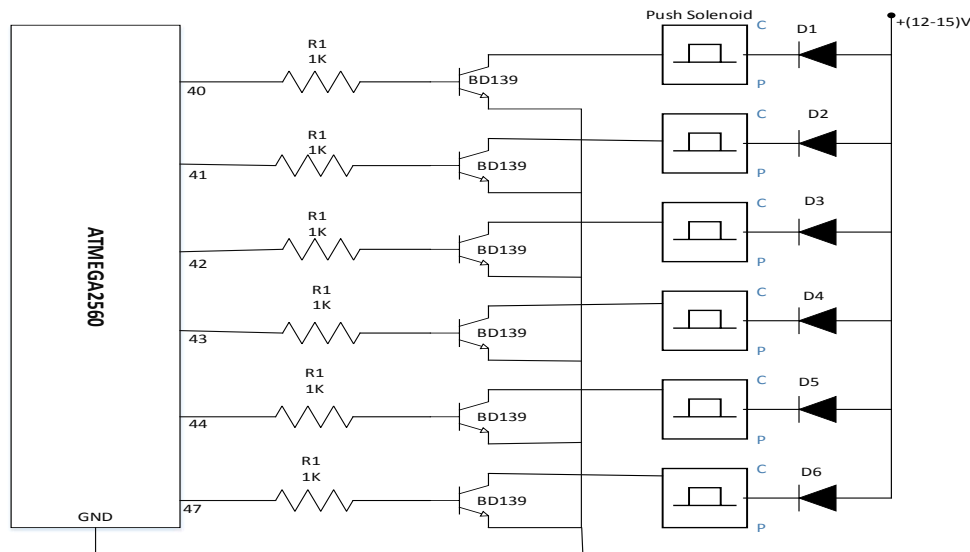 Push Solenoid
C
D1
+(12-15)V
R1
1K
40
BD139
P
C
D2
R1
1K
41
BD139
P
C
D3
R1
1K
42
BD139
P
ATMEGA2560
C
D4
R1
1K
43
BD139
P
C
D5
R1
1K
44
BD139
P
C
D6
R1
1K
47
BD139
P
GND